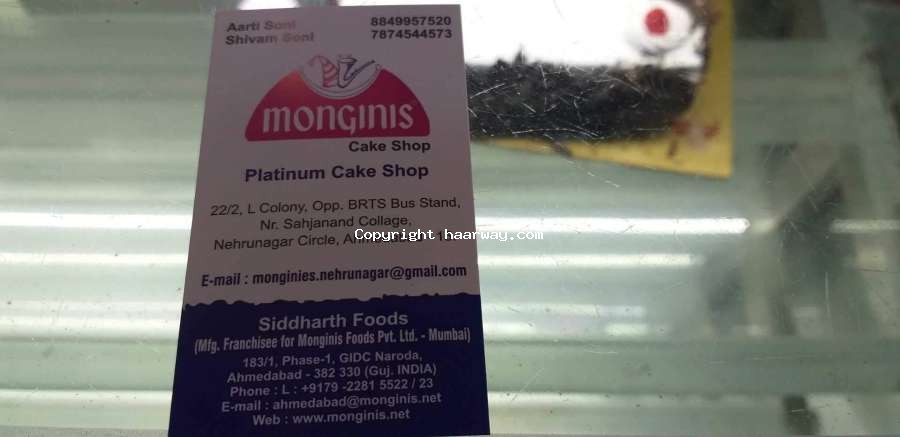 Aarti Soni 8849957520
Shivam Soni 7874544573
MONGINIS
Cake Shop
Platinum Cake Shop
22/2, L Colony, Opp. BRTS Bus Stand,
Nr. Sahjanand Collage,
Copyright haarway.com
Nehrunagar Circle,
E-mail : monginies.nehrunagar@gmail.com
Siddharth Foods
(Mfg. Franchisee for Monginis Foods Pvt. Ltd. - Mumbai)
183/1, Phase-1, GIDC Naroda,
Ahmedabad - 382 330 (Guj. INDIA)
Phone : L : +9179 -2281 5522 / 23
E-mail : ahmedabad@monginis.net
Web : www.monginis.net